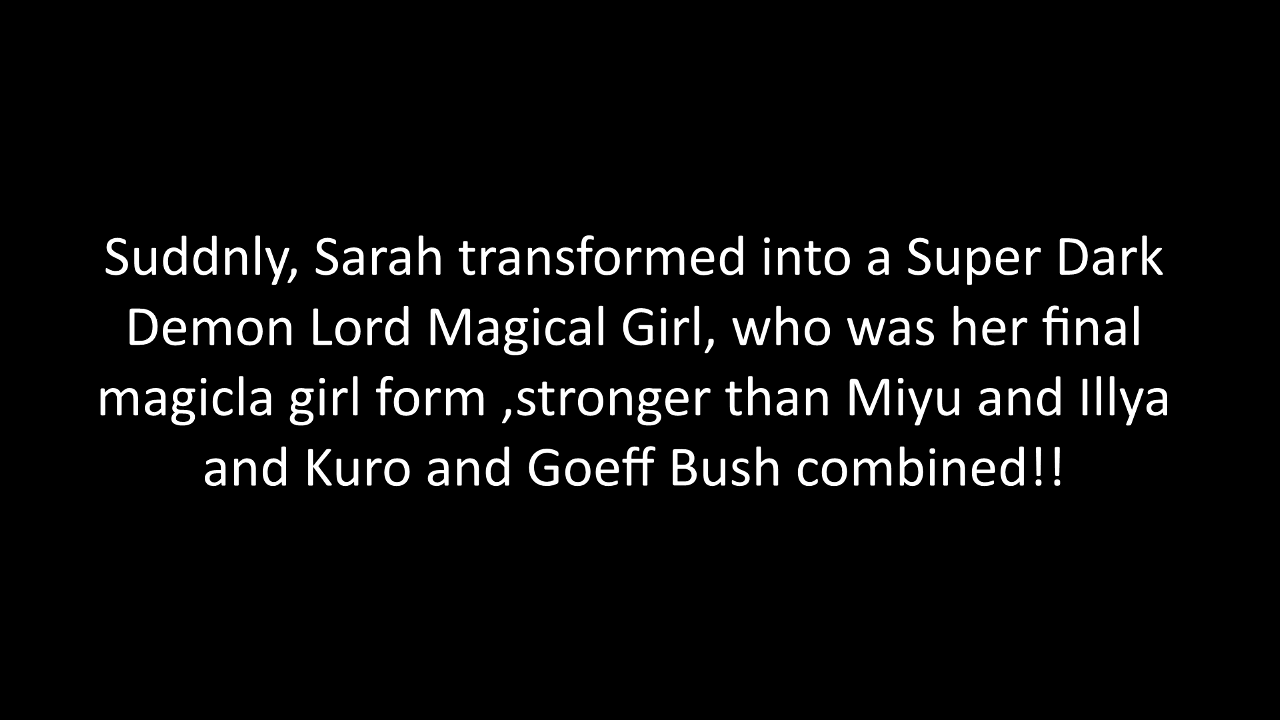 Suddnly, Sarah transformed into a Super Dark
Demon Lord Magical Girl, who was her final
magicla girl form ,stronger than Miyu and Illya
and Kuro and Goeff Bush combined!!